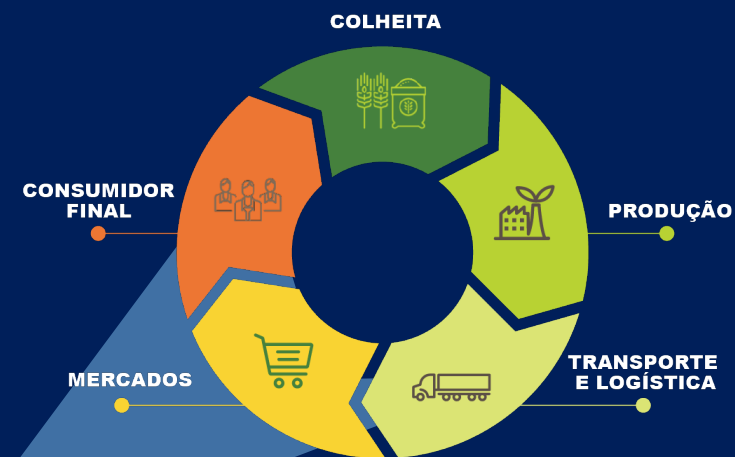 COLHEITA
CONSUMIDOR
FINAL
PRODUÇÃO
TRANSPORTE
E LOGÍSTICA
MERCADOS